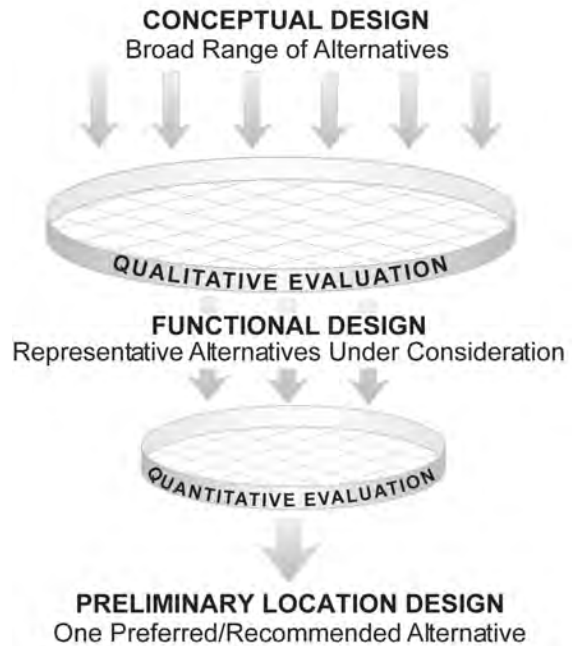 CONCEPTUAL DESIGN
Broad Range of Alternatives
QUALITATIVE EVALUATION
FUNCTIONAL DESIGN
Representative Alternatives Under Consideration
QUANTITATIVE EVALUATION
PRELIMINARY LOCATION DESIGN
One Preferred/Recommended Alternative